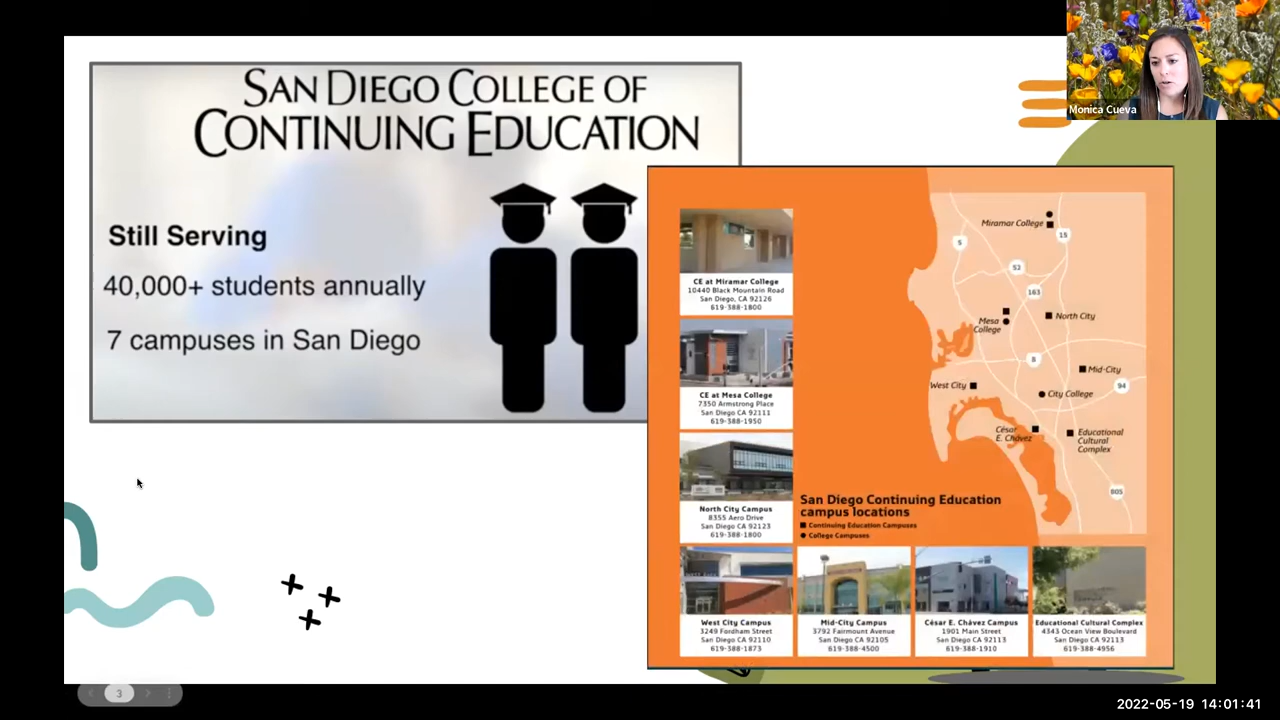 SAN DIEGO COLLEGE OF
CONTINUING EDUCATION
Still Serving
40,000+ students annually
7 campuses in San Diego
Monica Cueva
CE at Miramar College
10440 Black Mountain Road
San Diego, CA 92126
619-388-1800
CE at Mesa College
7350 Armstrong Place
San Diego CA 92111
619-388-1950
North City Campus
8355 Aero Drive
San Diego CA 92123
619-388-1800
West City Campus
3249 Fordham Street
San Diego CA 92110
619-388-1873
Mid-City Campus
3792 Fairmount Avenue
San Diego CA 92105
619-388-4500
César E. Chávez Campus
1901 Main Street
San Diego CA 92113
619-388-1910
Educational Cultural Complex
4343 Ocean View Boulevard
San Diego CA 92113
619-388-4956
Miramar College
5
15
52
163
Mesa
College
North City
8
Mid-City
West City
94
City College
César
E. Chávez
Educational
Cultural
Complex
805
San Diego Continuing Education
campus locations
Continuing Education Campuses
College Campuses
3
2022-05-19 14:01:41